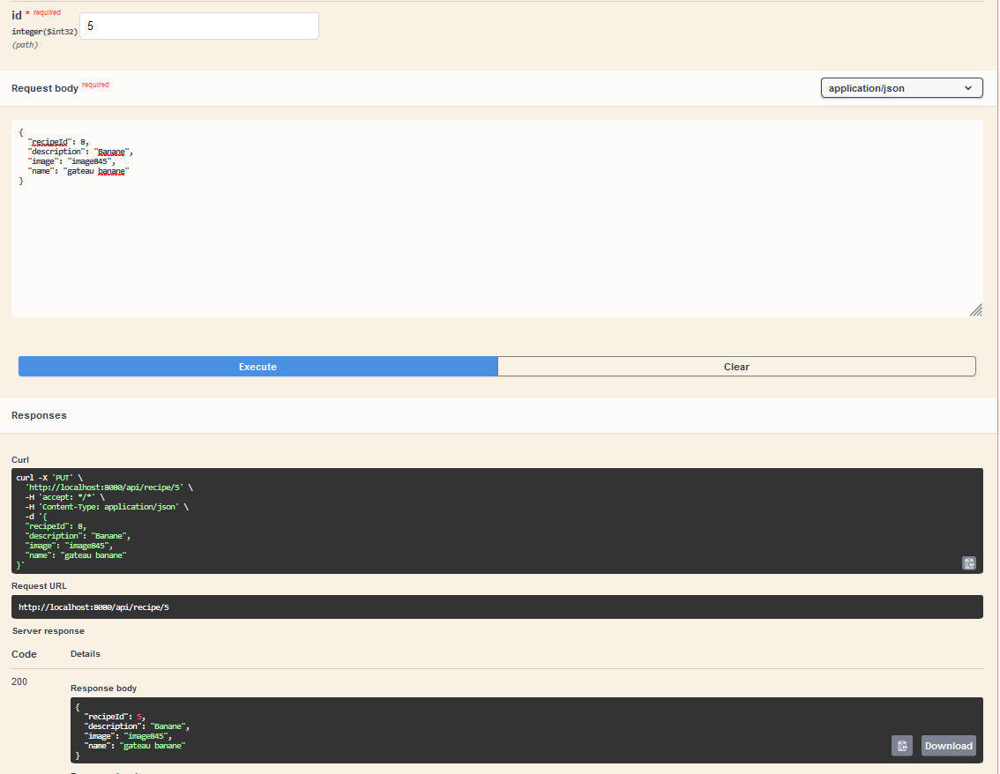 id * required
5
integer($int32)
(path)
Request body required
application/json
{
  "recipeId": 8,
  "description": "Banane",
  "image": "image845",
  "name": "gateau banane"
}
Execute
Clear
Responses
Curl
curl -X 'PUT' \
  'http://localhost:8080/api/recipe/5' \
  -H 'accept: */*' \
  -H 'Content-Type: application/json' \
  -d '{
  "recipeId": 8,
  "description": "Banane",
  "image": "image845",
  "name": "gateau banane"
}'
Request URL
http://localhost:8080/api/recipe/5
Server response
Code
Details
200
Response body
{
  "recipeId": 5,
  "description": "Banane",
  "image": "image845",
  "name": "gateau banane"
}
Download